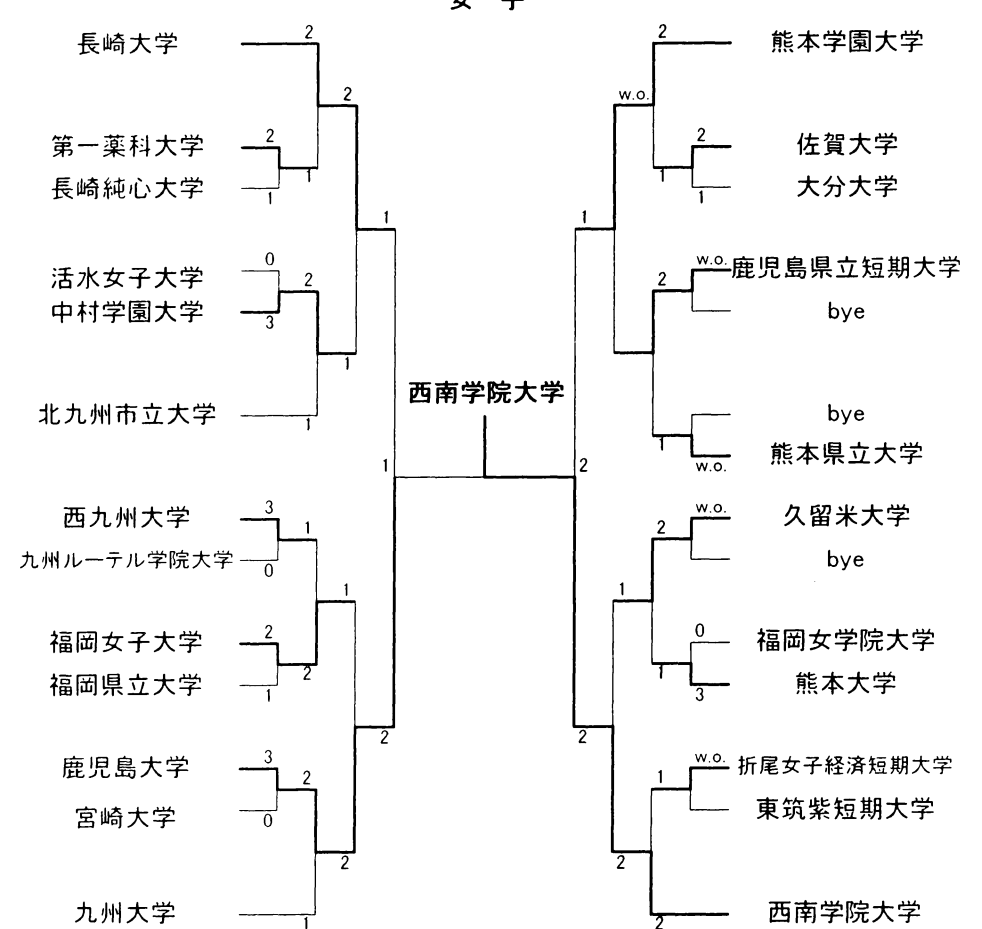 女 子
長崎大学
2
2
第一薬科大学
2
1
長崎純心大学
1
1
活水女子大学
0
2
中村学園大学
3
1
北九州市立大学
1
西南学院大学
1
2
西九州大学
3
1
九州ルーテル学院大学
0
1
福岡女子大学
2
2
福岡県立大学
1
2
鹿児島大学
3
2
宮崎大学
0
2
九州大学
1
熊本学園大学
2
w.o.
佐賀大学
2
1
大分大学
1
1
鹿児島県立短期大学
w.o.
2
bye
bye
1
熊本県立大学
w.o.
久留米大学
w.o.
2
bye
1
福岡女学院大学
0
1
熊本大学
3
2
折尾女子経済短期大学
w.o.
1
東筑紫短期大学
2
西南学院大学
2